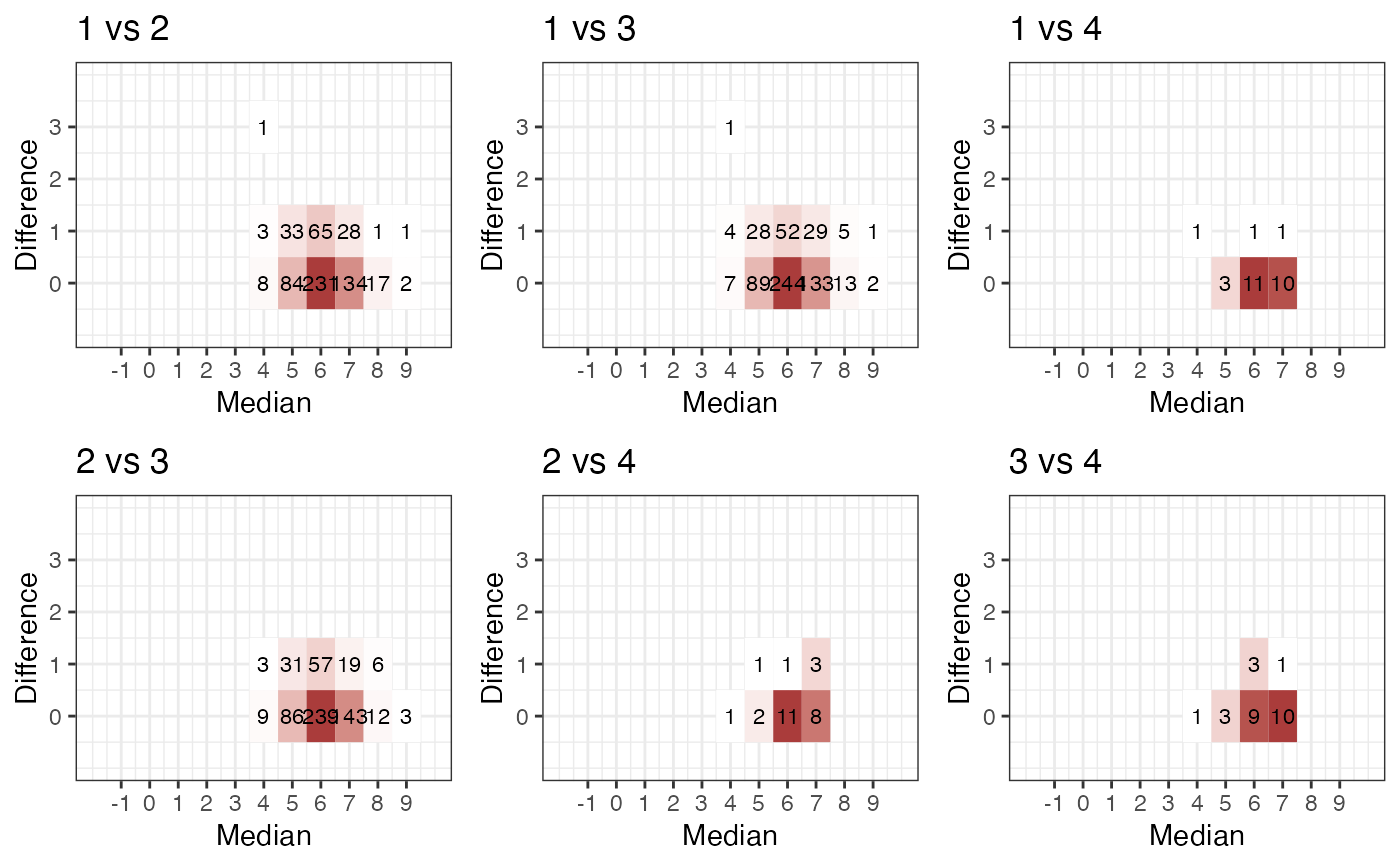 1 vs 2
1 vs 3
1 vs 4
3
1
2
1
3 33 65 28 1 1
0
8 84 231 134 17 2
-1 0 1 2 3 4 5 6 7 8 9
Median
Difference
3
1
2
1
4 28 52 29 5 1
0
7 89 244 133 13 2
-1 0 1 2 3 4 5 6 7 8 9
Median
Difference
3
2
1
1 1 1
0
3 11 10
-1 0 1 2 3 4 5 6 7 8 9
Median
Difference
2 vs 3
2 vs 4
3 vs 4
3
2
1
3 31 57 19 6
0
9 86 239 143 12 3
-1 0 1 2 3 4 5 6 7 8 9
Median
Difference
3
2
1
1 1 3
0
1 2 11 8
-1 0 1 2 3 4 5 6 7 8 9
Median
Difference
3
2
1
3 1
0
1 3 9 10
-1 0 1 2 3 4 5 6 7 8 9
Median
Difference